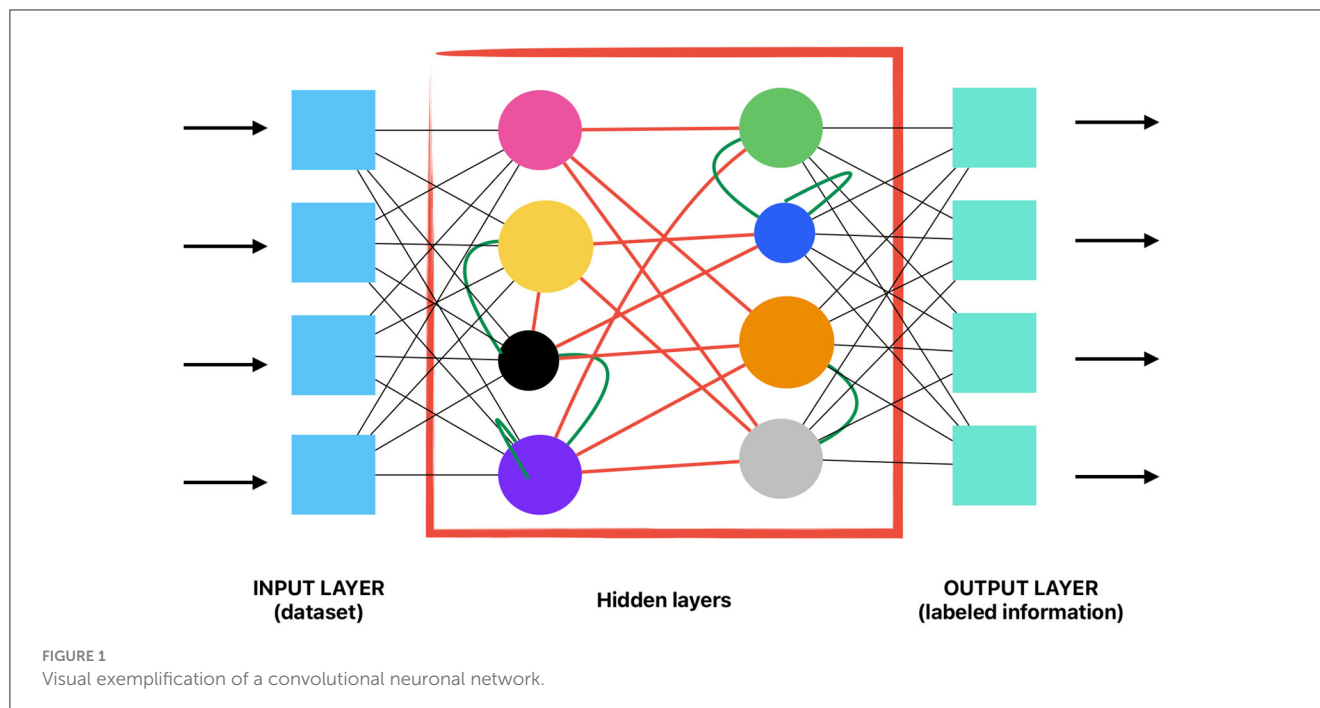 INPUT LAYER
(dataset)
Hidden layers
OUTPUT LAYER
(labeled information)
FIGURE 1
Visual exemplification of a convolutional neuronal network.